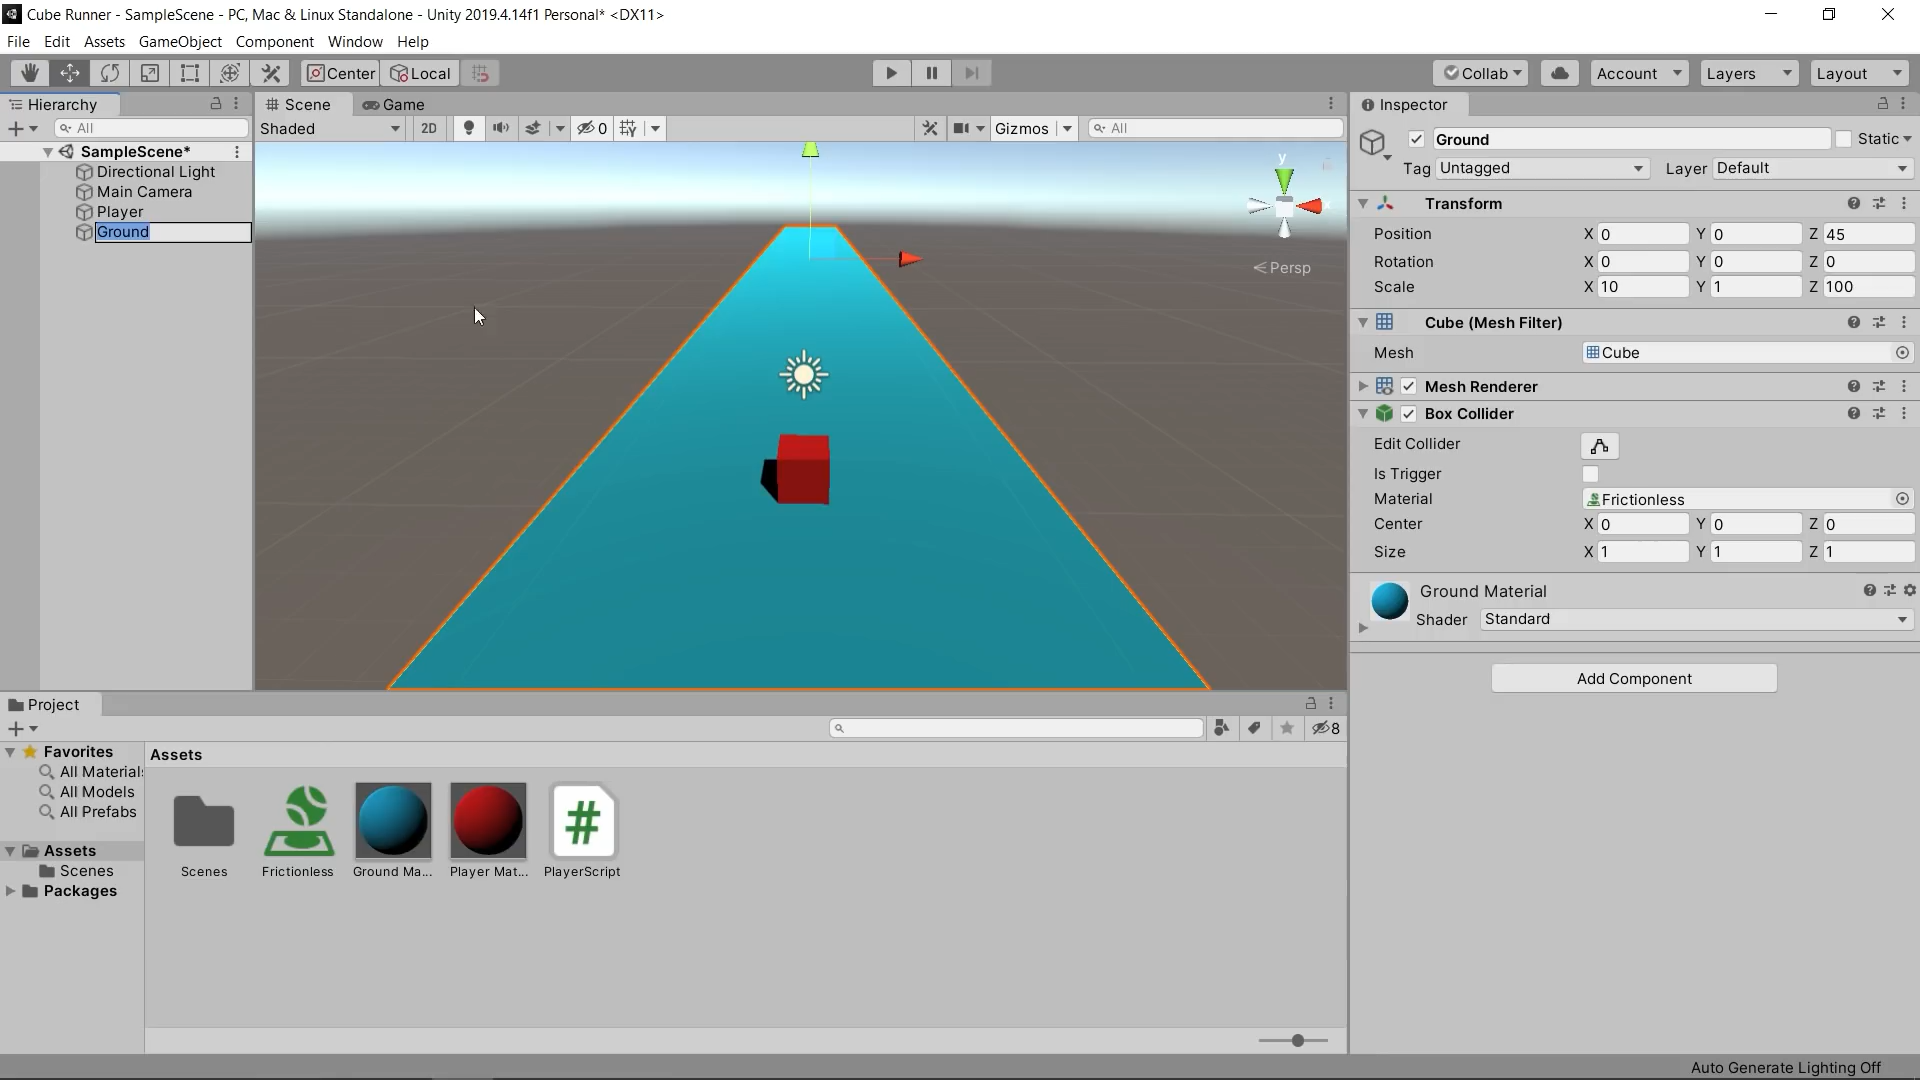 Cube Runner - SampleScene - PC, Mac & Linux Standalone - Unity 2019.4.14f1 Personal* <DX11>
File Edit Assets GameObject Component Window Help
Center Local Collab Account Layers Layout
Hierarchy
All
SampleScene*
Directional Light
Main Camera
Player
Ground
Scene Game
Shaded 2D 0 Gizmos All
y
Persp
Inspector
Ground Static
Tag Untagged Layer Default
Transform
Position X 0 Y 0 Z 45
Rotation X 0 Y 0 Z 0
Scale X 10 Y 1 Z 100
Cube (Mesh Filter)
Mesh Cube
Mesh Renderer
Box Collider
Edit Collider
Is Trigger
Material Frictionless
Center X 0 Y 0 Z 0
Size X 1 Y 1 Z 1
Ground Material
Shader Standard
Add Component
Project
8
Favorites
All Materials
All Models
All Prefabs
Assets
Scenes
Packages
Assets
Scenes Frictionless Ground Ma... Player Mat... PlayerScript
#
Auto Generate Lighting Off